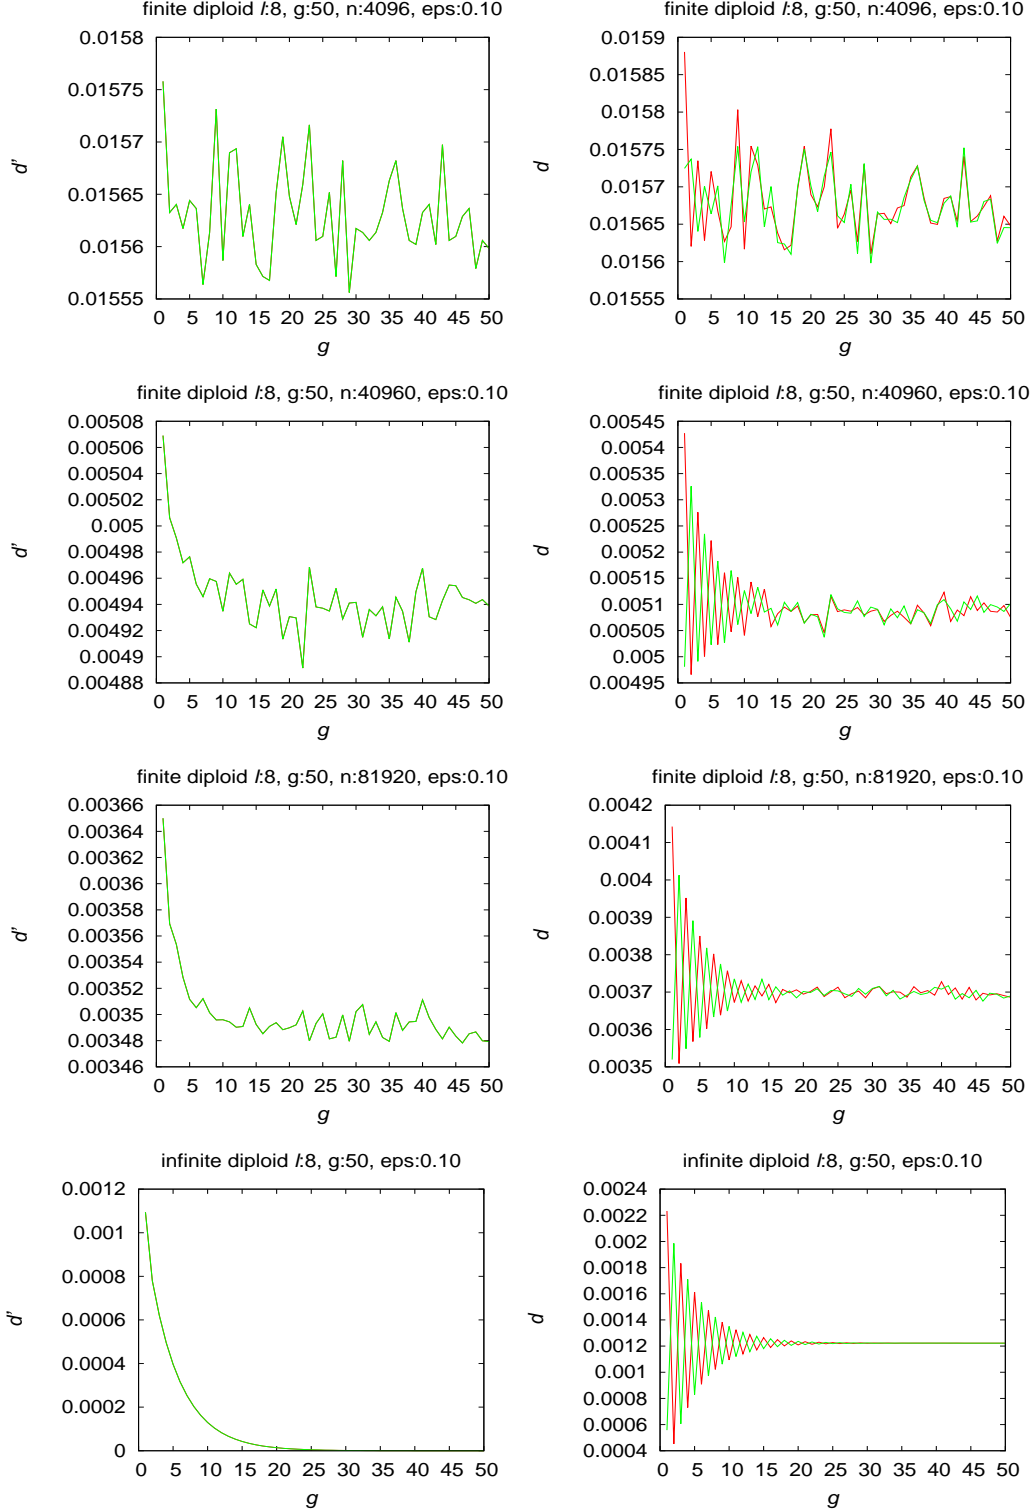 finite diploid l:8, g:50, n:4096, eps:0.10
0.0158
0.01575
0.0157
0.01565
0.0156
0.01555
d'
0 5 10 15 20 25 30 35 40 45 50
g
finite diploid l:8, g:50, n:4096, eps:0.10
0.0159
0.01585
0.0158
0.01575
0.0157
0.01565
0.0156
0.01555
d
0 5 10 15 20 25 30 35 40 45 50
g
finite diploid l:8, g:50, n:40960, eps:0.10
0.00508
0.00506
0.00504
0.00502
0.005
0.00498
0.00496
0.00494
0.00492
0.0049
0.00488
d'
0 5 10 15 20 25 30 35 40 45 50
g
finite diploid l:8, g:50, n:40960, eps:0.10
0.00545
0.0054
0.00535
0.0053
0.00525
0.0052
0.00515
0.0051
0.00505
0.005
0.00495
d
0 5 10 15 20 25 30 35 40 45 50
g
finite diploid l:8, g:50, n:81920, eps:0.10
0.00366
0.00364
0.00362
0.0036
0.00358
0.00356
0.00354
0.00352
0.0035
0.00348
0.00346
d'
0 5 10 15 20 25 30 35 40 45 50
g
finite diploid l:8, g:50, n:81920, eps:0.10
0.0042
0.0041
0.004
0.0039
0.0038
0.0037
0.0036
0.0035
d
0 5 10 15 20 25 30 35 40 45 50
g
infinite diploid l:8, g:50, eps:0.10
0.0012
0.001
0.0008
0.0006
0.0004
0.0002
0
d'
0 5 10 15 20 25 30 35 40 45 50
g
infinite diploid l:8, g:50, eps:0.10
0.0024
0.0022
0.002
0.0018
0.0016
0.0014
0.0012
0.001
0.0008
0.0006
0.0004
d
0 5 10 15 20 25 30 35 40 45 50
g